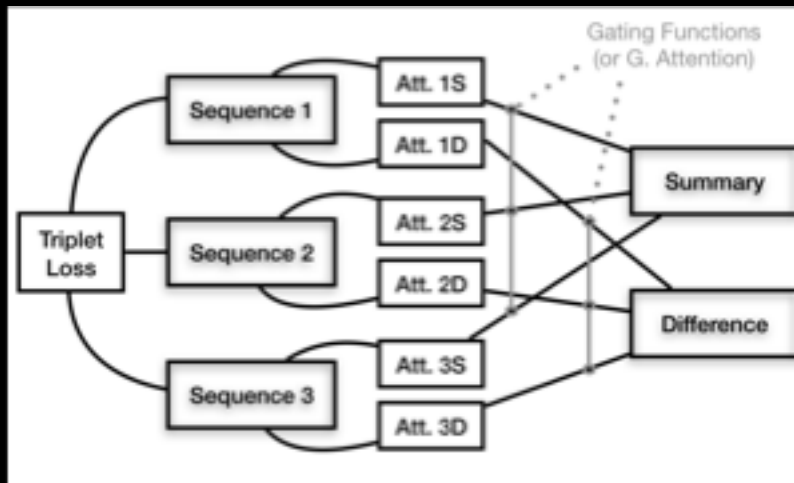 Gating Functions
(or G. Attention)
Sequence 1
Att. 1S
Att. 1D
Summary
Triplet
Loss
Sequence 2
Att. 2S
Att. 2D
Difference
Sequence 3
Att. 3S
Att. 3D